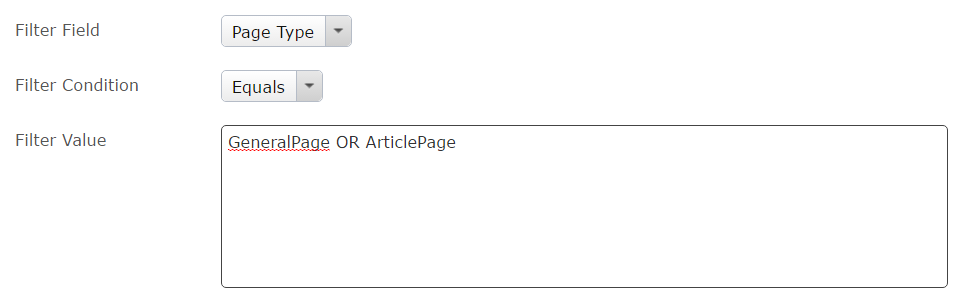 Filter Field
Page Type
Filter Condition
Equals
Filter Value
GeneralPage OR ArticlePage